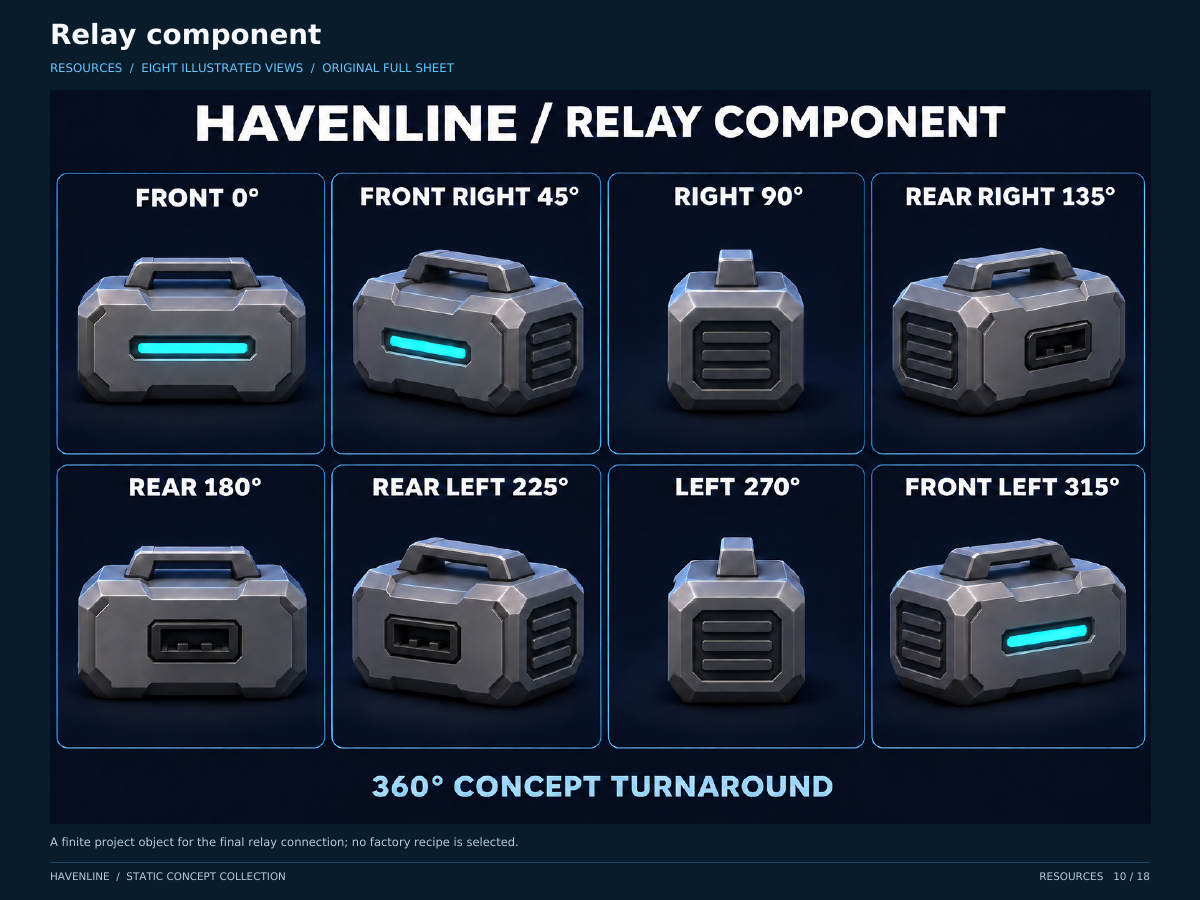 Relay component
RESOURCES / EIGHT ILLUSTRATED VIEWS / ORIGINAL FULL SHEET
HAVENLINE / RELAY COMPONENT
FRONT 0°
FRONT RIGHT 45°
RIGHT 90°
REAR RIGHT 135°
REAR 180°
REAR LEFT 225°
LEFT 270°
FRONT LEFT 315°
360° CONCEPT TURNAROUND
A finite project object for the final relay connection; no factory recipe is selected.
HAVENLINE / STATIC CONCEPT COLLECTION
RESOURCES 10 / 18